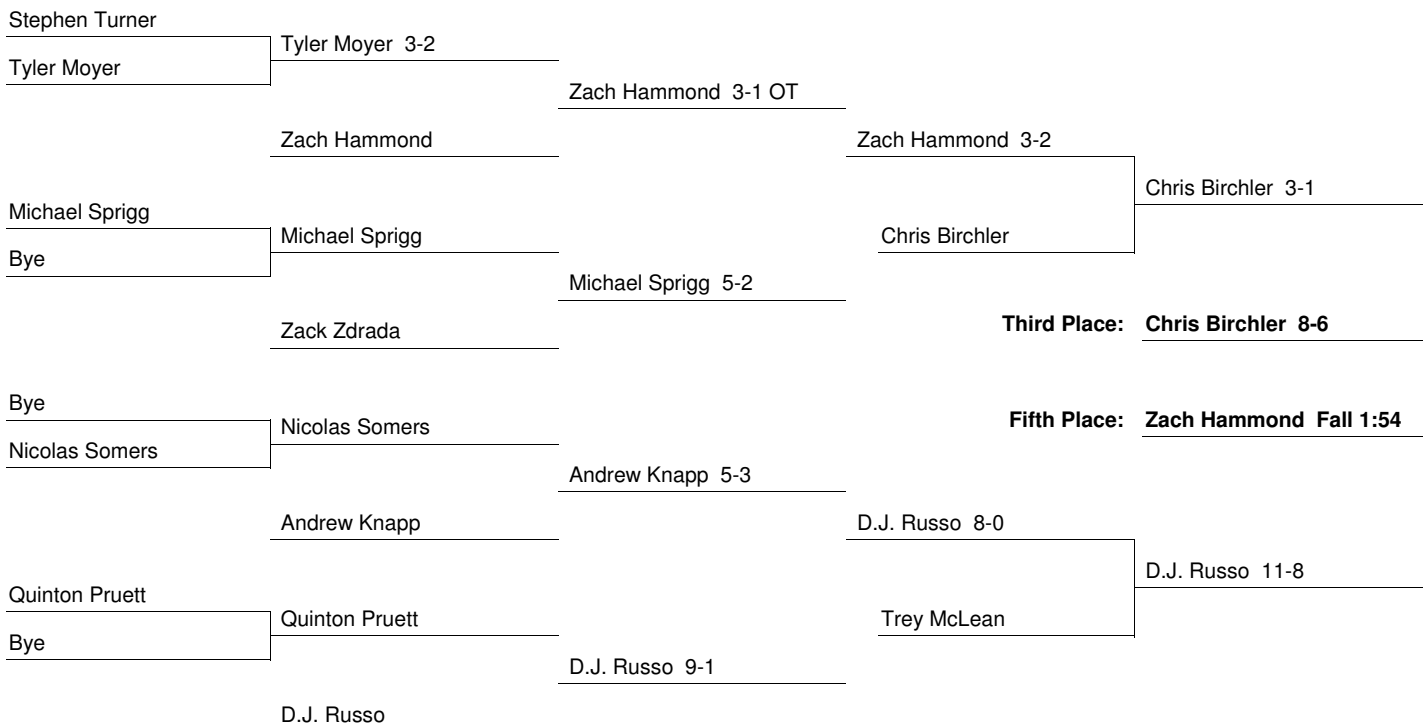 Stephen Turner
Tyler Moyer 3-2
Tyler Moyer
Zach Hammond 3-1 OT
Zach Hammond
Zach Hammond 3-2
Chris Birchler 3-1
Michael Sprigg
Michael Sprigg
Chris Birchler
Bye
Michael Sprigg 5-2
Third Place: Chris Birchler 8-6
Zack Zdrada
Bye
Nicolas Somers
Fifth Place: Zach Hammond Fall 1:54
Nicolas Somers
Andrew Knapp 5-3
Andrew Knapp
D.J. Russo 8-0
D.J. Russo 11-8
Quinton Pruett
Quinton Pruett
Trey McLean
Bye
D.J. Russo 9-1
D.J. Russo